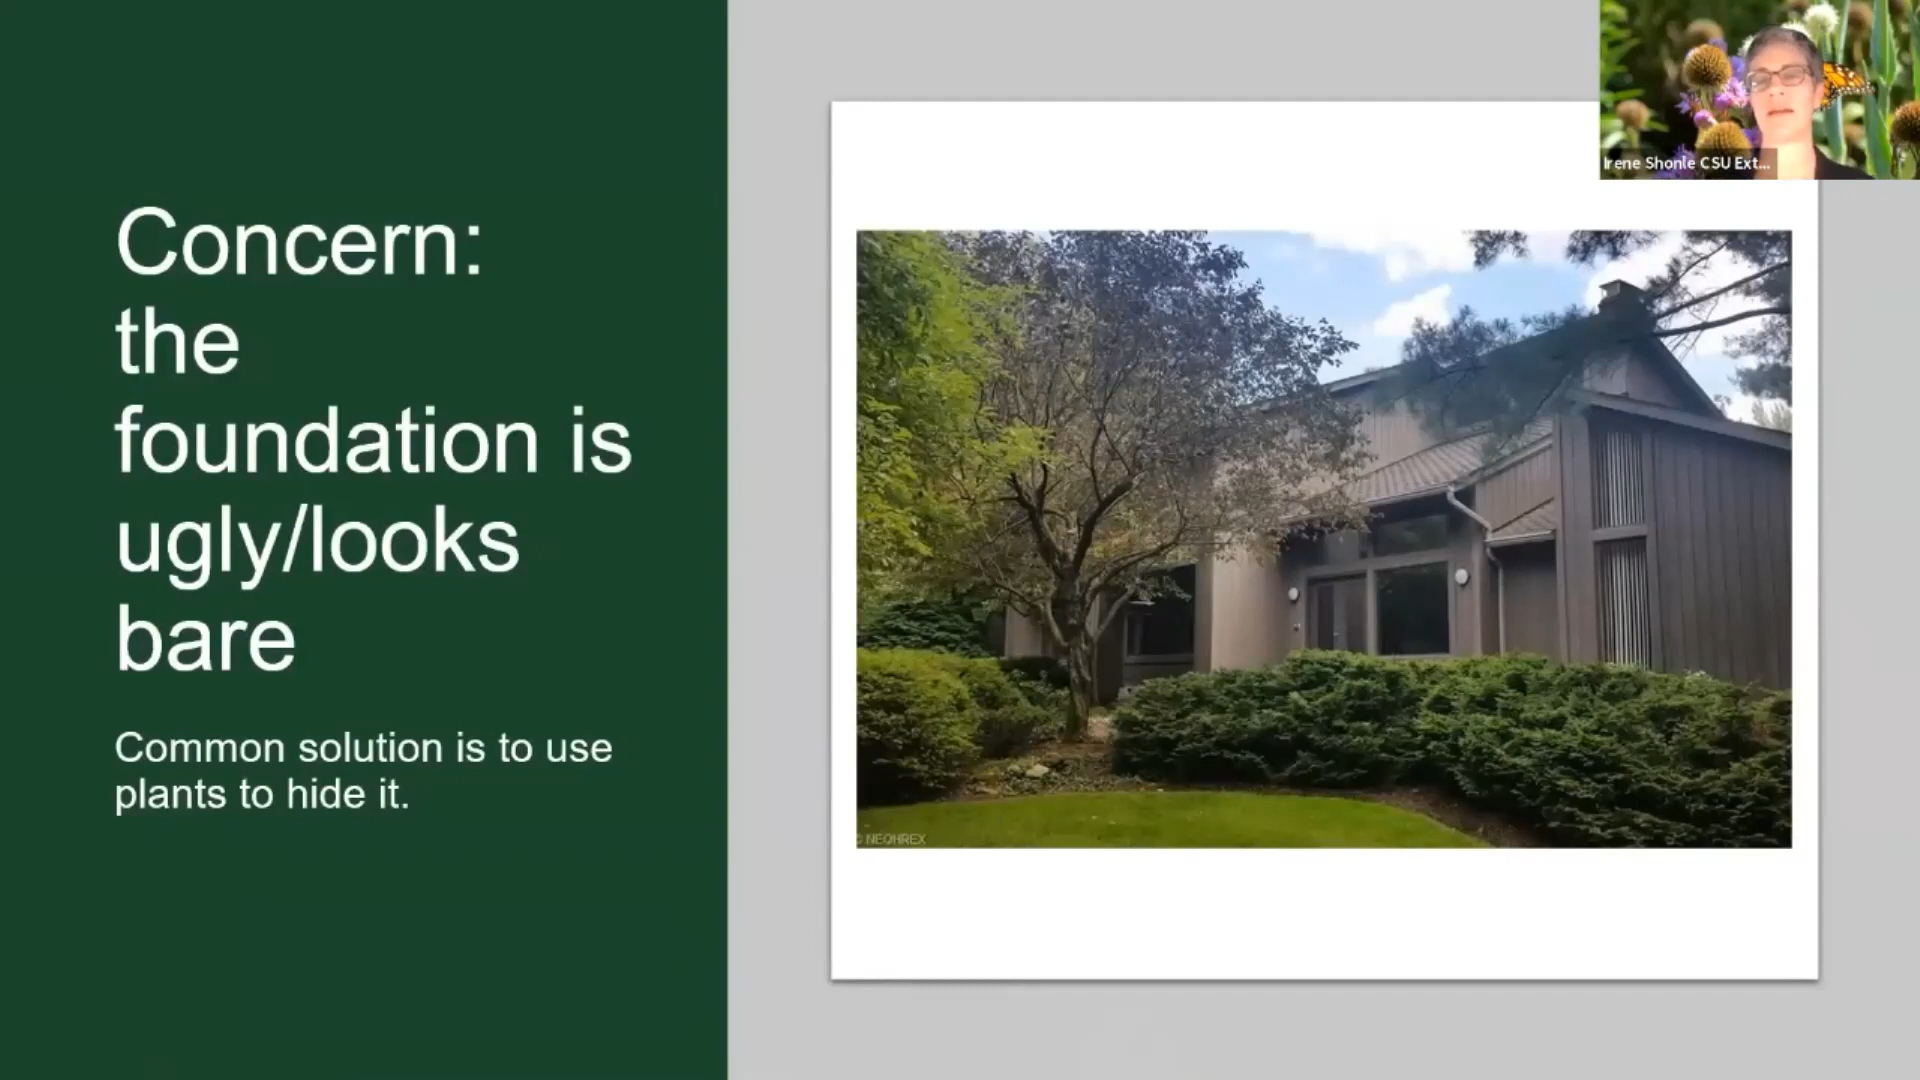 Concern:
the
foundation is
ugly/looks
bare
Common solution is to use
plants to hide it.
Irene Shonle CSU Ext...
© NEOHREX